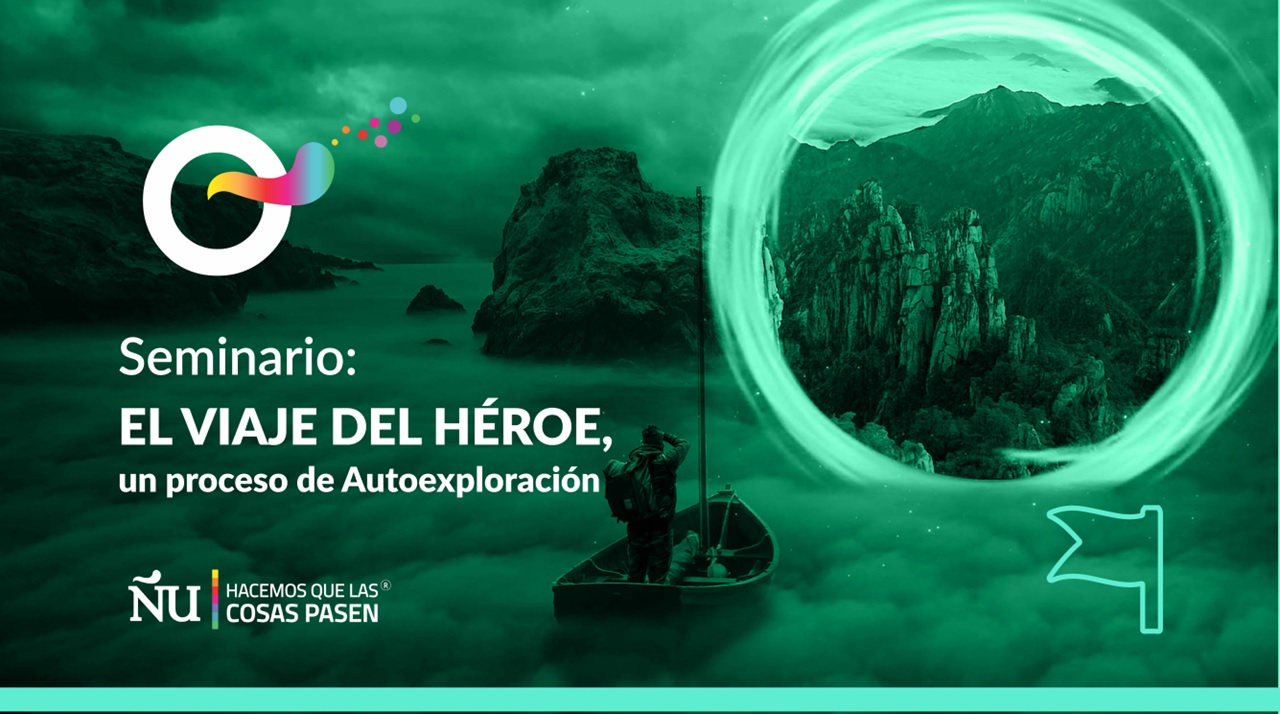 Seminario:
EL VIAJE DEL HÉROE,
un proceso de Autoexploración
ÑU
HACEMOS QUE LAS®
COSAS PASEN